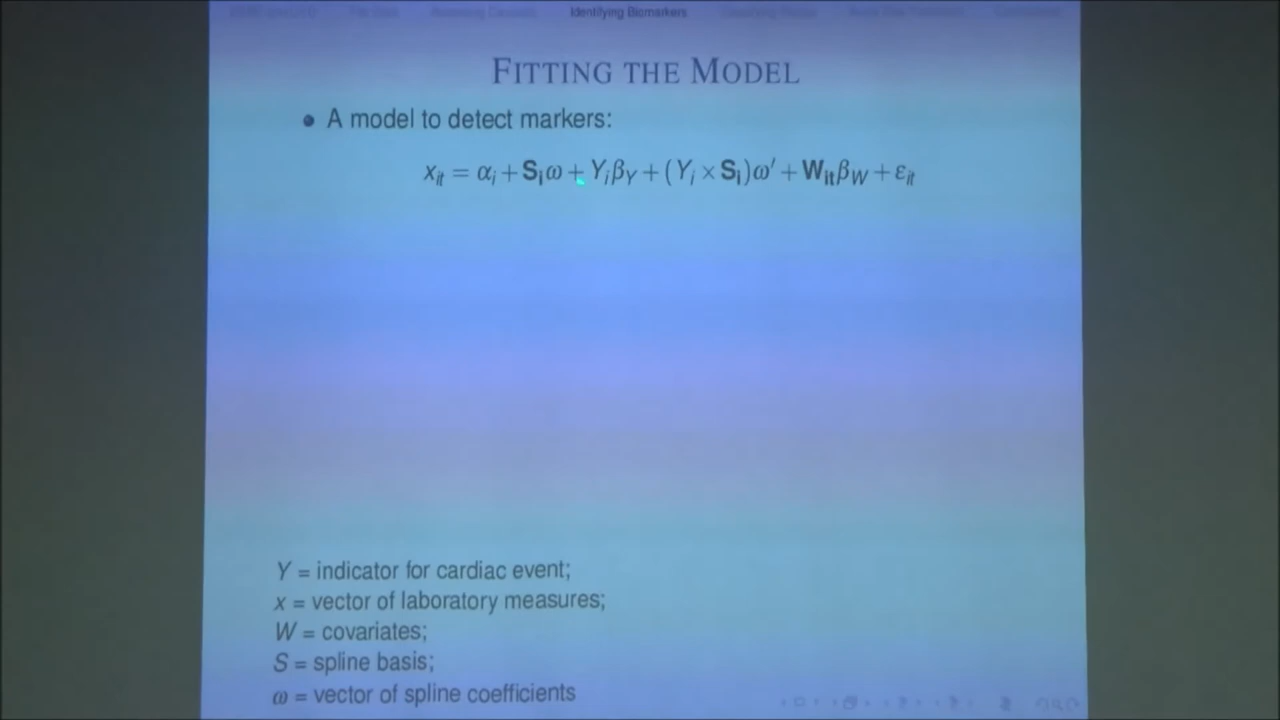 Identifying Biomarkers
FITTING THE MODEL
• A model to detect markers:
x_it = α_i + S_i ω + Y_i β_Y + (Y_i × S_i)ω′ + W_it β_W + ε_it
Y = indicator for cardiac event;
x = vector of laboratory measures;
W = covariates;
S = spline basis;
ω = vector of spline coefficients